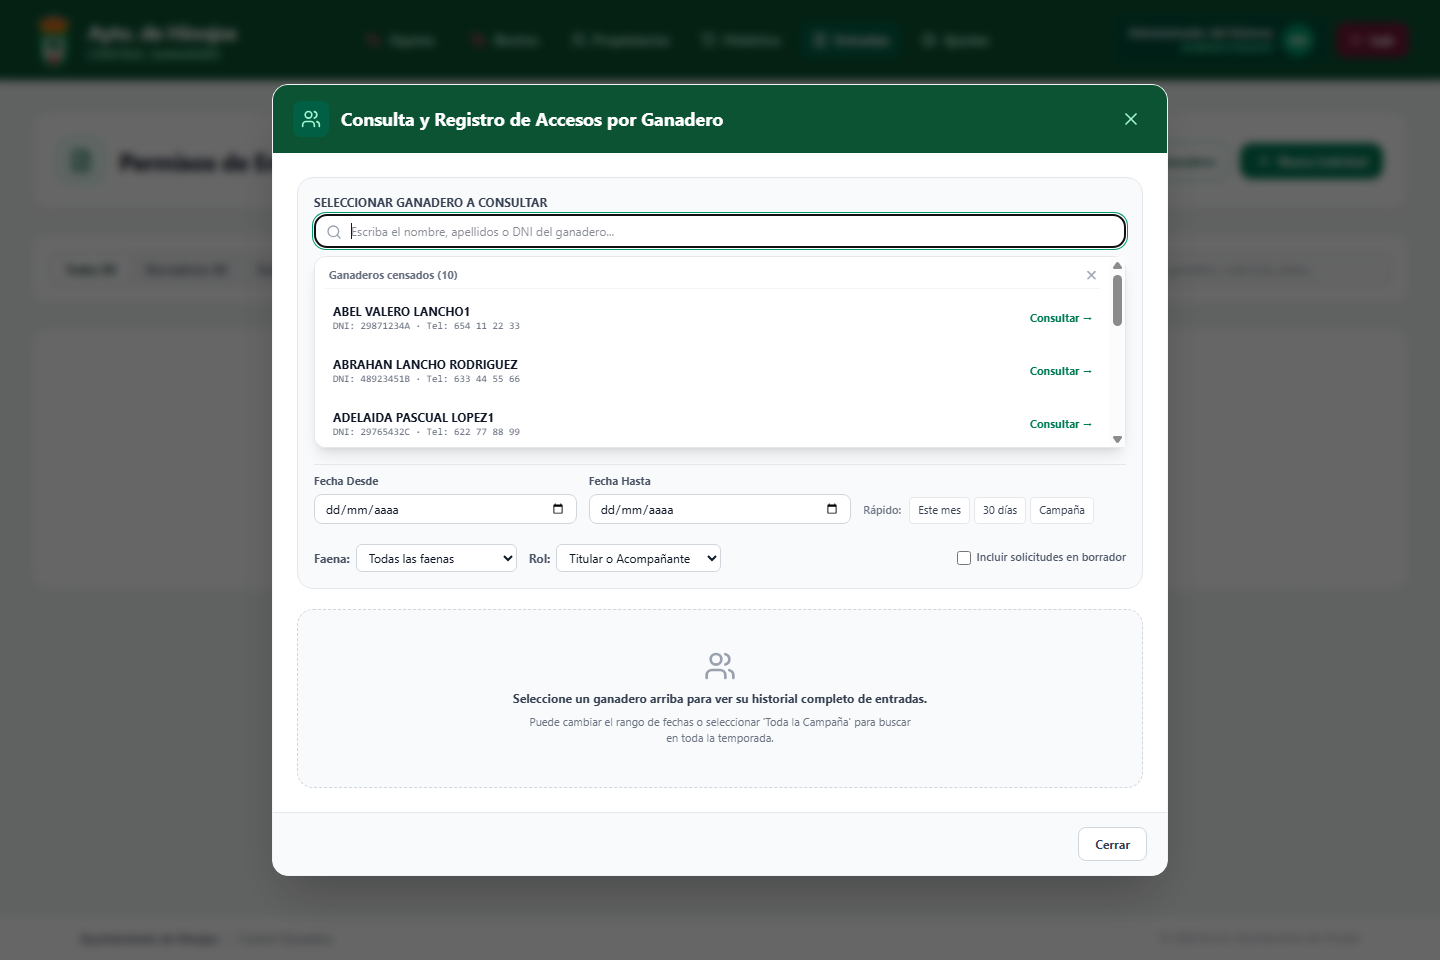 Consulta y Registro de Accesos por Ganadero
SELECCIONAR GANADERO A CONSULTAR
Escriba el nombre, apellidos o DNI del ganadero...
Ganaderos censados (10)
ABEL VALERO LANCHO1
DNI: 29871234A · Tel: 654 11 22 33
Consultar →
ABRAHAN LANCHO RODRIGUEZ
DNI: 48923451B · Tel: 633 44 55 66
Consultar →
ADELAIDA PASCUAL LOPEZ1
DNI: 29765432C · Tel: 622 77 88 99
Consultar →
Fecha Desde
Fecha Hasta
dd/mm/aaaa
dd/mm/aaaa
Rápido: Este mes 30 días Campaña
Faena: Todas las faenas Rol: Titular o Acompañante Incluir solicitudes en borrador
Seleccione un ganadero arriba para ver su historial completo de entradas.
Puede cambiar el rango de fechas o seleccionar 'Toda la Campaña' para buscar
en toda la temporada.
Cerrar